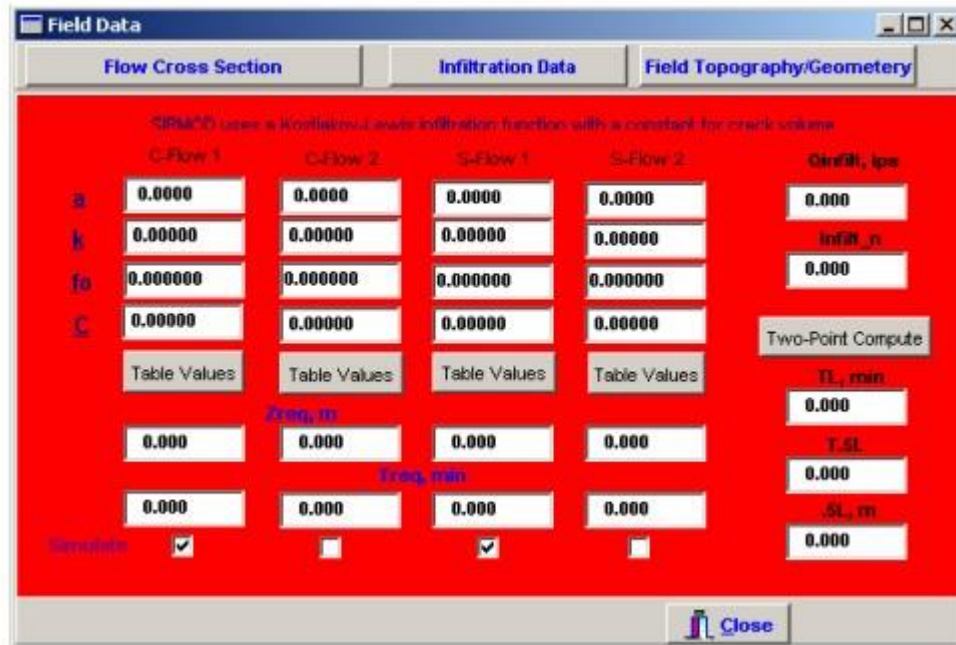 Field Data
Flow Cross Section Infiltration Data Field Topography/Geometery
SIRMOD uses a Kostiakov-Lewis infiltration function with a constant for crack volume
C-Flow 1 C-Flow 2 S-Flow 1 S-Flow 2 Qinfilt, lps
a 0.0000 0.0000 0.0000 0.0000 0.000
Infilt_n
k 0.00000 0.00000 0.00000 0.00000
fo 0.000000 0.000000 0.000000 0.000000 0.000
C 0.00000 0.00000 0.00000 0.00000
Two-Point Compute
Table Values Table Values Table Values Table Values
TL, min
Zreq, m 0.000
0.000 0.000 0.000 0.000
T.5L
Treq, min 0.000
0.000 0.000 0.000 0.000
.5L, m
Simulate 0.000
Close